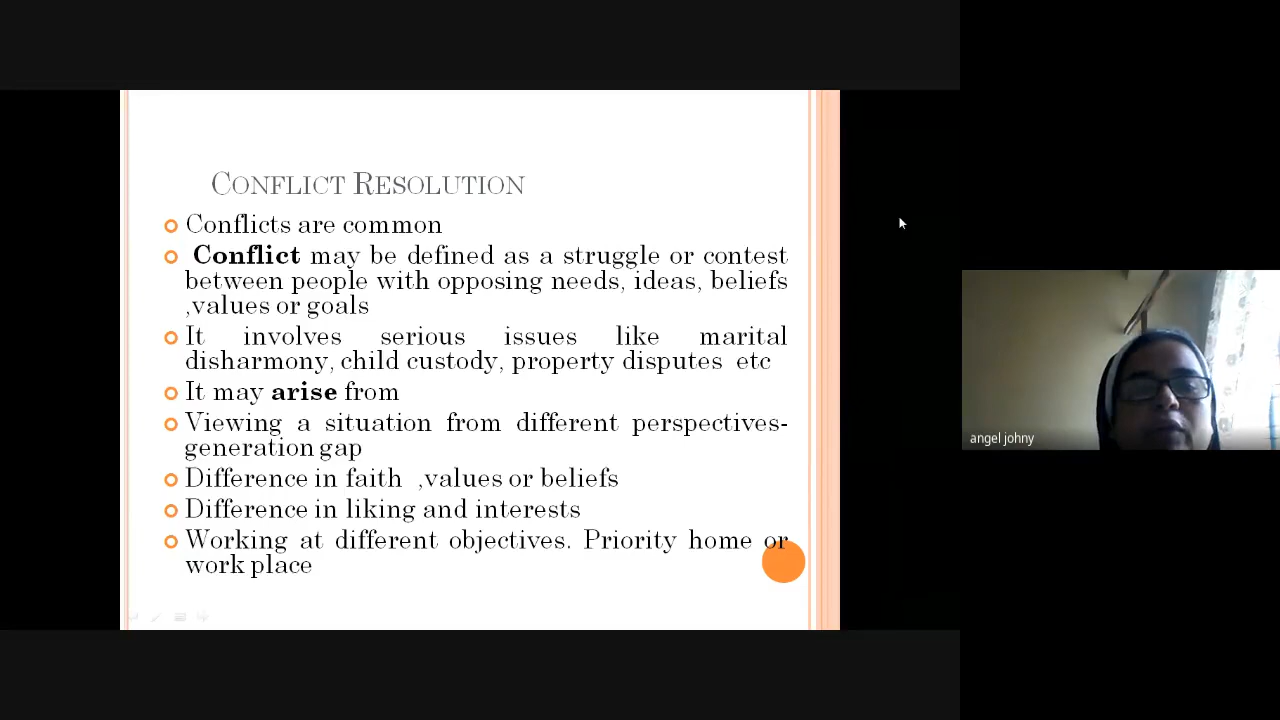 CONFLICT RESOLUTION
Conflicts are common
Conflict may be defined as a struggle or contest
between people with opposing needs, ideas, beliefs
,values or goals
It involves serious issues like marital
disharmony, child custody, property disputes etc
It may arise from
Viewing a situation from different perspectives-
generation gap
Difference in faith ,values or beliefs
Difference in liking and interests
Working at different objectives. Priority home or
work place
angel johny